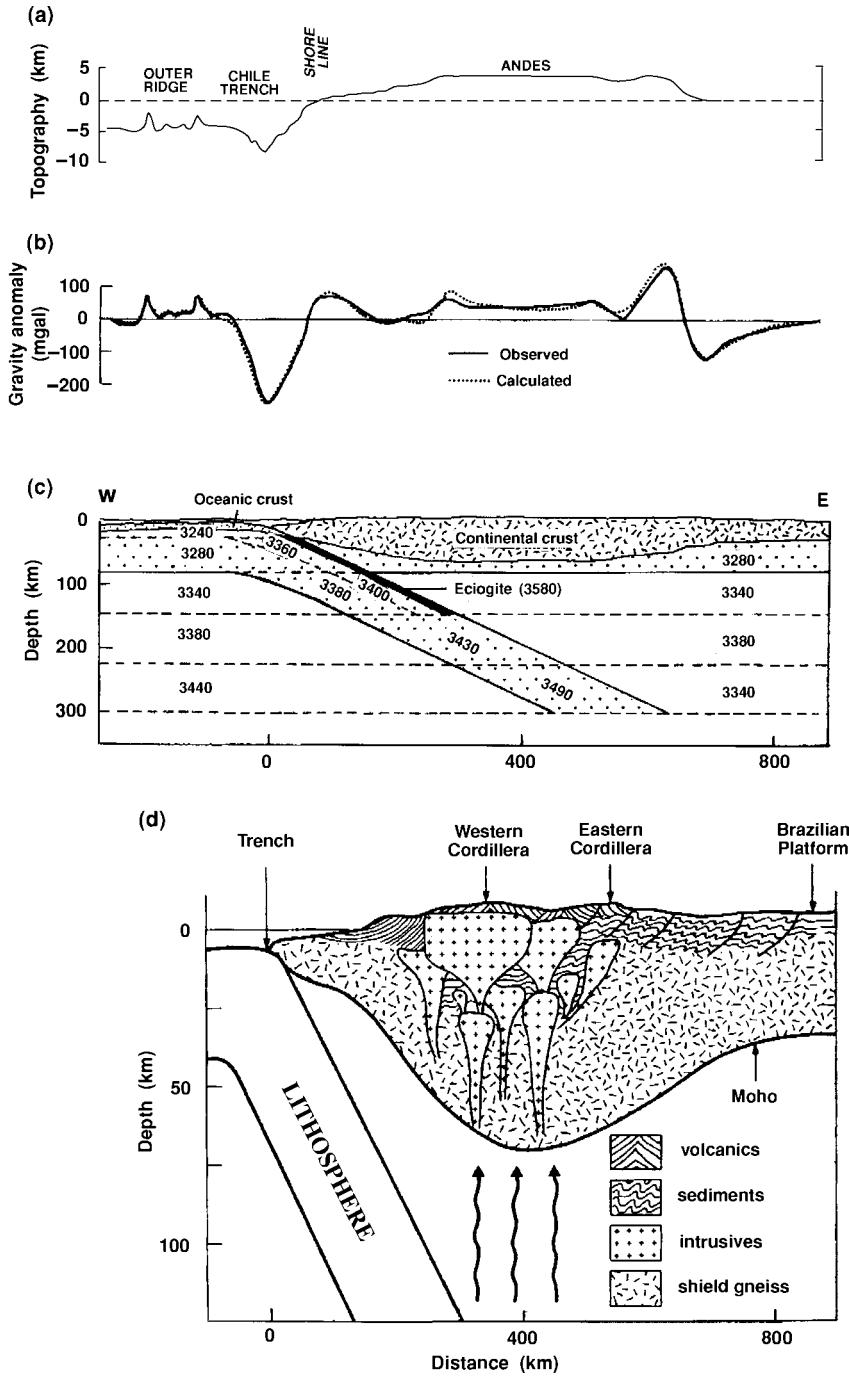 (a)
Topography (km)
5
0
−5
−10
OUTER
RIDGE
CHILE
TRENCH
SHORE
LINE
ANDES
(b)
Gravity anomaly
(mgal)
100
0
−100
−200
Observed
Calculated
(c)
W
E
Depth (km)
0
100
200
300
Oceanic crust
Continental crust
3240
3280
3360
3280
3340
3380
3400
Eciogite (3580)
3340
3380
3430
3380
3440
3490
3340
0
400
800
(d)
Trench
Western
Cordillera
Eastern
Cordillera
Brazilian
Platform
Depth (km)
0
50
100
LITHOSPHERE
Moho
volcanics
sediments
intrusives
shield gneiss
0
400
800
Distance (km)